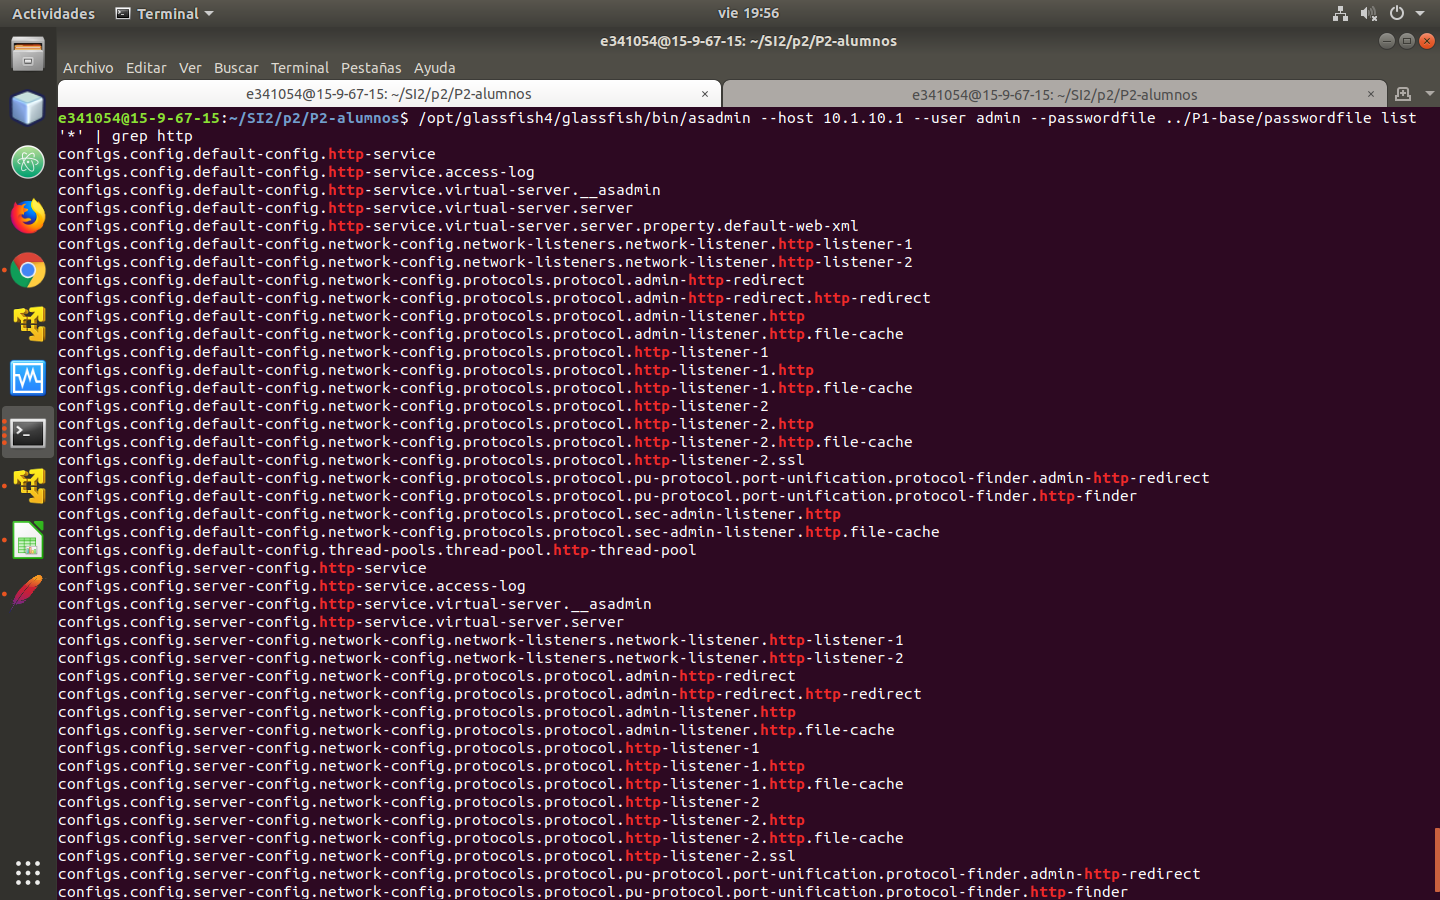 Actividades Terminal vie 19:56
e341054@15-9-67-15: ~/SI2/p2/P2-alumnos
Archivo Editar Ver Buscar Terminal Pestañas Ayuda
e341054@15-9-67-15: ~/SI2/p2/P2-alumnos × e341054@15-9-67-15: ~/SI2/p2/P2-alumnos ×
e341054@15-9-67-15:~/SI2/p2/P2-alumnos$ /opt/glassfish4/glassfish/bin/asadmin --host 10.1.10.1 --user admin --passwordfile ../P1-base/passwordfile list
'*' | grep http
configs.config.default-config.http-service
configs.config.default-config.http-service.access-log
configs.config.default-config.http-service.virtual-server.__asadmin
configs.config.default-config.http-service.virtual-server.server
configs.config.default-config.http-service.virtual-server.server.property.default-web-xml
configs.config.default-config.network-config.network-listeners.network-listener.http-listener-1
configs.config.default-config.network-config.network-listeners.network-listener.http-listener-2
configs.config.default-config.network-config.protocols.protocol.admin-http-redirect
configs.config.default-config.network-config.protocols.protocol.admin-http-redirect.http-redirect
configs.config.default-config.network-config.protocols.protocol.admin-listener.http
configs.config.default-config.network-config.protocols.protocol.admin-listener.http.file-cache
configs.config.default-config.network-config.protocols.protocol.http-listener-1
configs.config.default-config.network-config.protocols.protocol.http-listener-1.http
configs.config.default-config.network-config.protocols.protocol.http-listener-1.http.file-cache
configs.config.default-config.network-config.protocols.protocol.http-listener-2
configs.config.default-config.network-config.protocols.protocol.http-listener-2.http
configs.config.default-config.network-config.protocols.protocol.http-listener-2.http.file-cache
configs.config.default-config.network-config.protocols.protocol.http-listener-2.ssl
configs.config.default-config.network-config.protocols.protocol.pu-protocol.port-unification.protocol-finder.admin-http-redirect
configs.config.default-config.network-config.protocols.protocol.pu-protocol.port-unification.protocol-finder.http-finder
configs.config.default-config.network-config.protocols.protocol.sec-admin-listener.http
configs.config.default-config.network-config.protocols.protocol.sec-admin-listener.http.file-cache
configs.config.default-config.thread-pools.thread-pool.http-thread-pool
configs.config.server-config.http-service
configs.config.server-config.http-service.access-log
configs.config.server-config.http-service.virtual-server.__asadmin
configs.config.server-config.http-service.virtual-server.server
configs.config.server-config.network-config.network-listeners.network-listener.http-listener-1
configs.config.server-config.network-config.network-listeners.network-listener.http-listener-2
configs.config.server-config.network-config.protocols.protocol.admin-http-redirect
configs.config.server-config.network-config.protocols.protocol.admin-http-redirect.http-redirect
configs.config.server-config.network-config.protocols.protocol.admin-listener.http
configs.config.server-config.network-config.protocols.protocol.admin-listener.http.file-cache
configs.config.server-config.network-config.protocols.protocol.http-listener-1
configs.config.server-config.network-config.protocols.protocol.http-listener-1.http
configs.config.server-config.network-config.protocols.protocol.http-listener-1.http.file-cache
configs.config.server-config.network-config.protocols.protocol.http-listener-2
configs.config.server-config.network-config.protocols.protocol.http-listener-2.http
configs.config.server-config.network-config.protocols.protocol.http-listener-2.http.file-cache
configs.config.server-config.network-config.protocols.protocol.http-listener-2.ssl
configs.config.server-config.network-config.protocols.protocol.pu-protocol.port-unification.protocol-finder.admin-http-redirect
configs.config.server-config.network-config.protocols.protocol.pu-protocol.port-unification.protocol-finder.http-finder